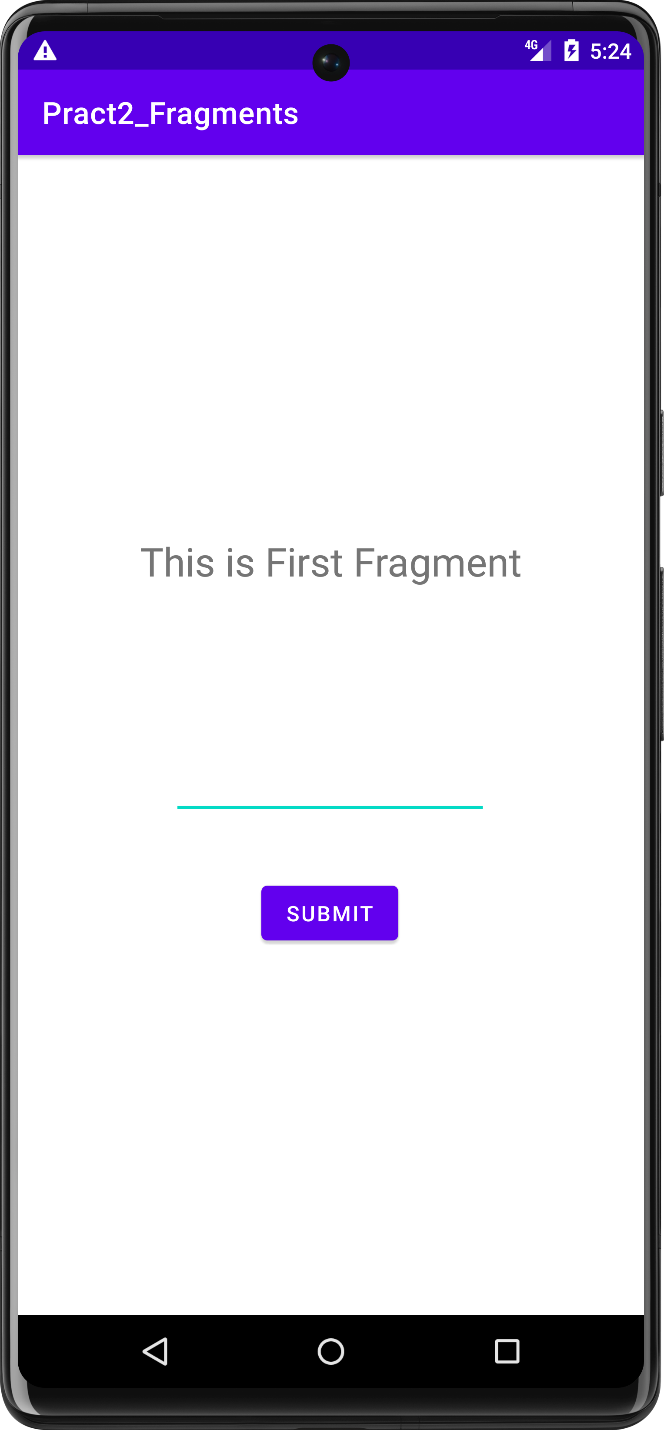 4G 5:24
Pract2_Fragments
This is First Fragment
SUBMIT